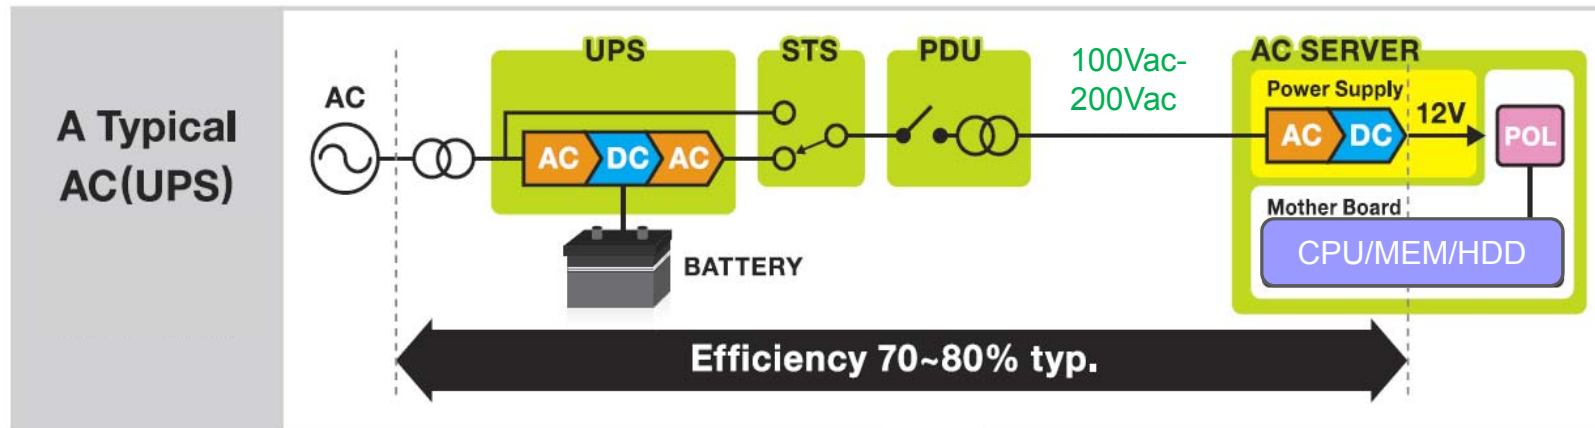 A Typical
AC(UPS)
AC
UPS
AC DC AC
BATTERY
STS
PDU
100Vac-
200Vac
AC SERVER
Power Supply
AC DC
12V
POL
Mother Board
CPU/MEM/HDD
Efficiency 70~80% typ.